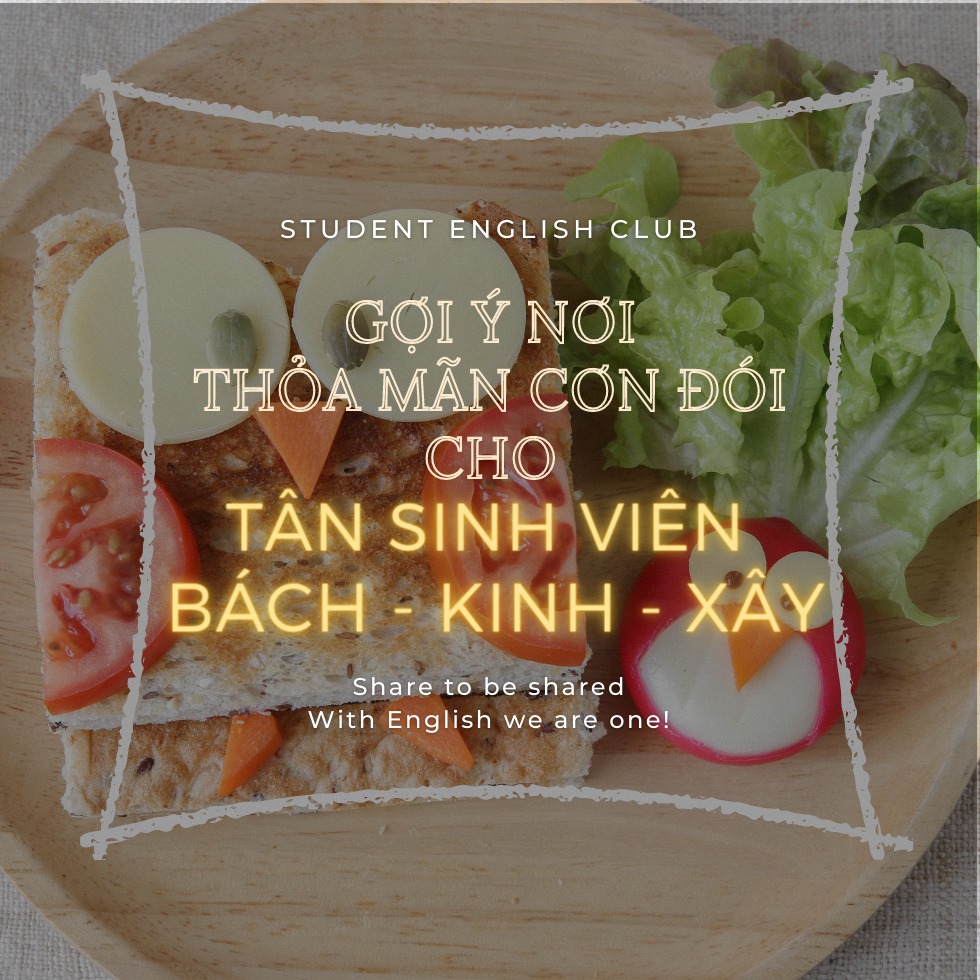 STUDENT ENGLISH CLUB
GỢI Ý NƠI
THỎA MÃN CƠN ĐÓI
CHO
TÂN SINH VIÊN
BÁCH - KINH - XÂY
Share to be shared
With English we are one!